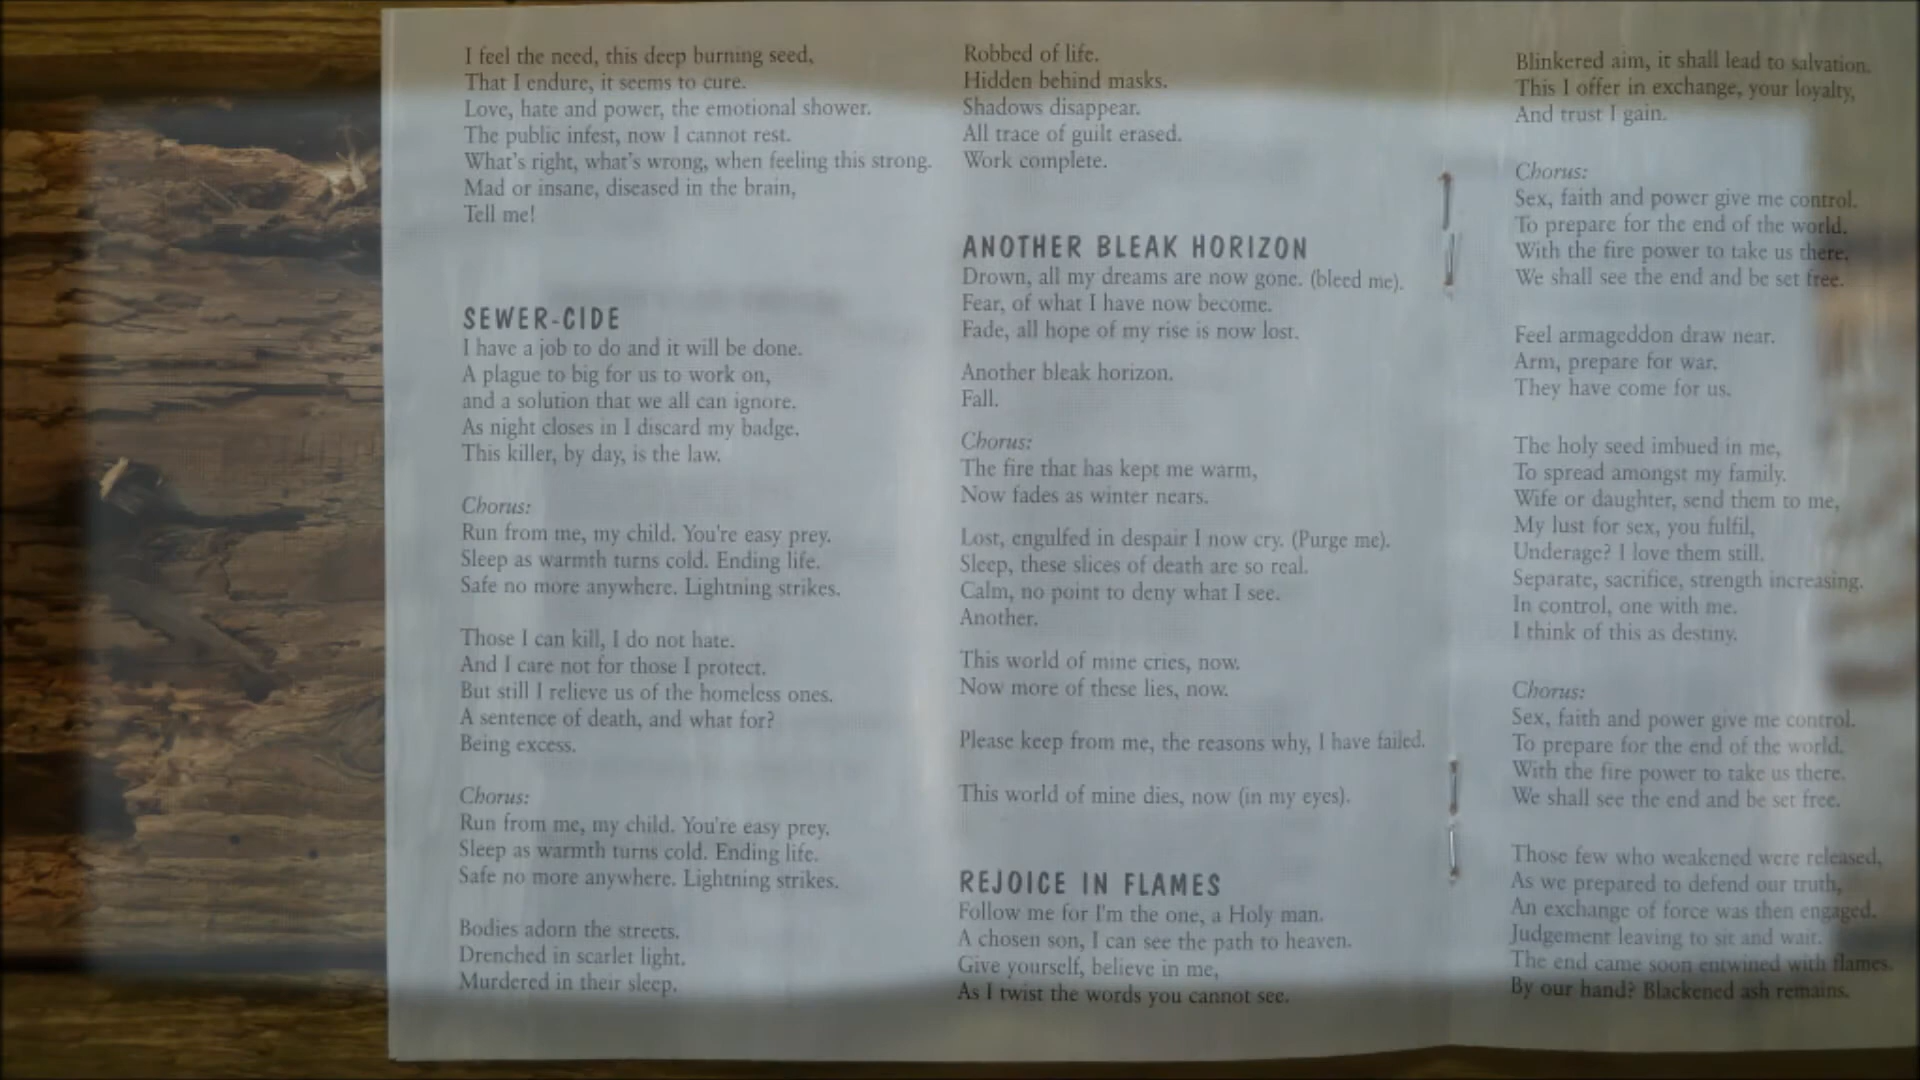 I feel the need, this deep burning seed,
That I endure, it seems to cure.
Love, hate and power, the emotional shower.
The public infest, now I cannot rest.
What's right, what's wrong, when feeling this strong.
Mad or insane, diseased in the brain,
Tell me!
SEWER-CIDE
I have a job to do and it will be done.
A plague to big for us to work on,
and a solution that we all can ignore.
As night closes in I discard my badge.
This killer, by day, is the law.
Chorus:
Run from me, my child. You're easy prey.
Sleep as warmth turns cold. Ending life.
Safe no more anywhere. Lightning strikes.
Those I can kill, I do not hate.
And I care not for those I protect.
But still I relieve us of the homeless ones.
A sentence of death, and what for?
Being excess.
Chorus:
Run from me, my child. You're easy prey.
Sleep as warmth turns cold. Ending life.
Safe no more anywhere. Lightning strikes.
Bodies adorn the streets.
Drenched in scarlet light.
Murdered in their sleep.
Robbed of life.
Hidden behind masks.
Shadows disappear.
All trace of guilt erased.
Work complete.
ANOTHER BLEAK HORIZON
Drown, all my dreams are now gone. (bleed me).
Fear, of what I have now become.
Fade, all hope of my rise is now lost.
Another bleak horizon.
Fall.
Chorus:
The fire that has kept me warm,
Now fades as winter nears.
Lost, engulfed in despair I now cry. (Purge me).
Sleep, these slices of death are so real.
Calm, no point to deny what I see.
Another.
This world of mine cries, now.
Now more of these lies, now.
Please keep from me, the reasons why, I have failed.
This world of mine dies, now (in my eyes).
REJOICE IN FLAMES
Follow me for I'm the one, a Holy man.
A chosen son, I can see the path to heaven.
Give yourself, believe in me,
As I twist the words you cannot see.
Blinkered aim, it shall lead to salvation.
This I offer in exchange, your loyalty,
And trust I gain.
Chorus:
Sex, faith and power give me control.
To prepare for the end of the world.
With the fire power to take us there.
We shall see the end and be set free.
Feel armageddon draw near.
Arm, prepare for war.
They have come for us.
The holy seed imbued in me,
To spread amongst my family.
Wife or daughter, send them to me,
My lust for sex, you fulfil,
Underage? I love them still.
Separate, sacrifice, strength increasing.
In control, one with me.
I think of this as destiny.
Chorus:
Sex, faith and power give me control.
To prepare for the end of the world.
With the fire power to take us there.
We shall see the end and be set free.
Those few who weakened were released,
As we prepared to defend our truth,
An exchange of force was then engaged.
Judgement leaving to sit and wait.
The end came soon entwined with flames.
By our hand? Blackened ash remains.